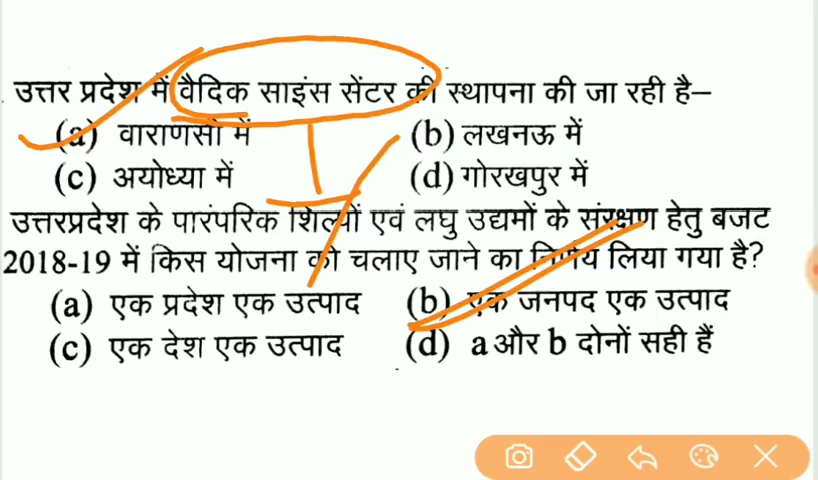 उत्तर प्रदेश में वैदिक साइंस सेंटर की स्थापना की जा रही है–
(a) वाराणसी में (b) लखनऊ में
(c) अयोध्या में (d) गोरखपुर में
उत्तरप्रदेश के पारंपरिक शिल्पों एवं लघु उद्यमों के संरक्षण हेतु बजट
2018-19 में किस योजना को चलाए जाने का निर्णय लिया गया है?
(a) एक प्रदेश एक उत्पाद (b) एक जनपद एक उत्पाद
(c) एक देश एक उत्पाद (d) a और b दोनों सही हैं